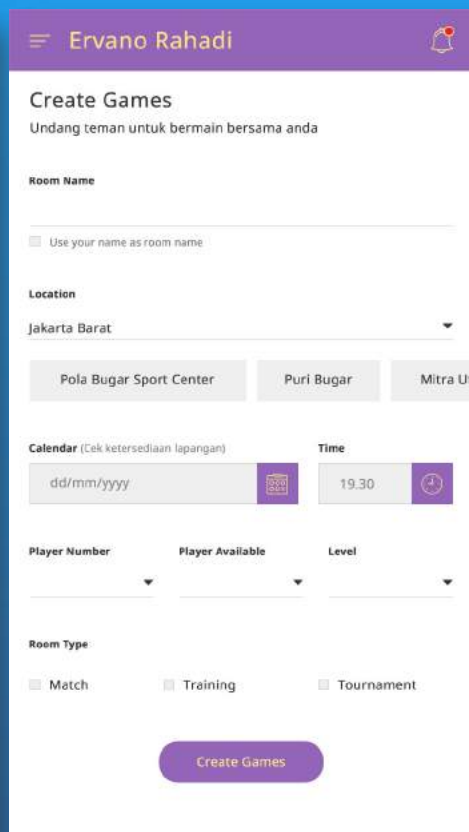 Ervano Rahadi
Create Games
Undang teman untuk bermain bersama anda
Room Name
Use your name as room name
Location
Jakarta Barat
Pola Bugar Sport Center Puri Bugar Mitra
Calendar (Cek ketersediaan lapangan) Time
dd/mm/yyyy 19.30
Player Number Player Available Level
Room Type
Match Training Tournament
Create Games